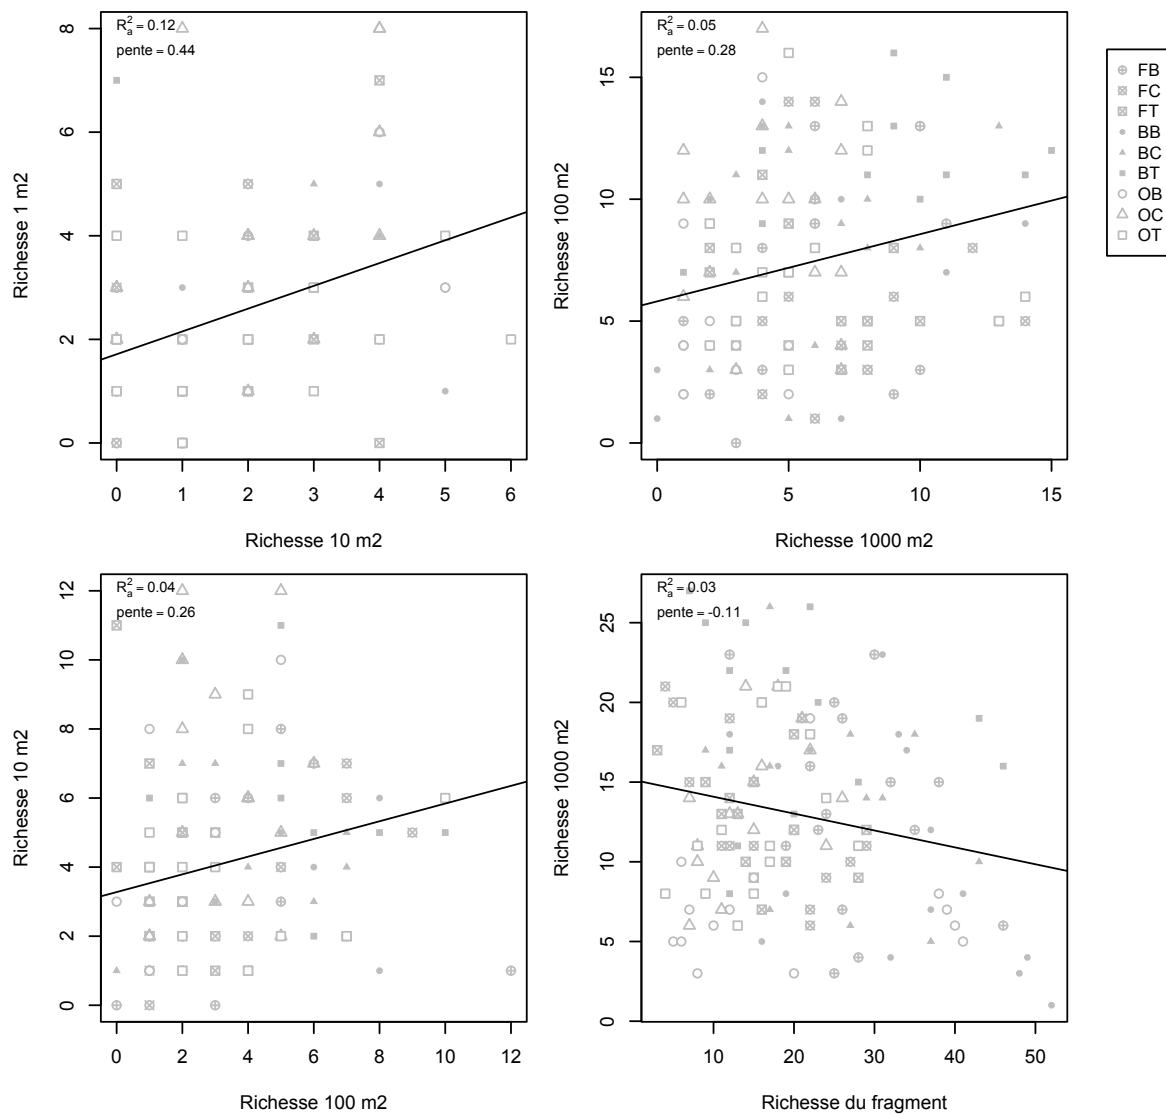 R²ₐ = 0.12
pente = 0.44
8
6
4
2
0
Richesse 1 m2
0 1 2 3 4 5 6
Richesse 10 m2
R²ₐ = 0.05
pente = 0.28
15
10
5
0
Richesse 100 m2
0 5 10 15
Richesse 1000 m2
FB
FC
FT
BB
BC
BT
OB
OC
OT
R²ₐ = 0.04
pente = 0.26
12
10
8
6
4
2
0
Richesse 10 m2
0 2 4 6 8 10 12
Richesse 100 m2
R²ₐ = 0.03
pente = -0.11
25
20
15
10
5
0
Richesse 1000 m2
10 20 30 40 50
Richesse du fragment